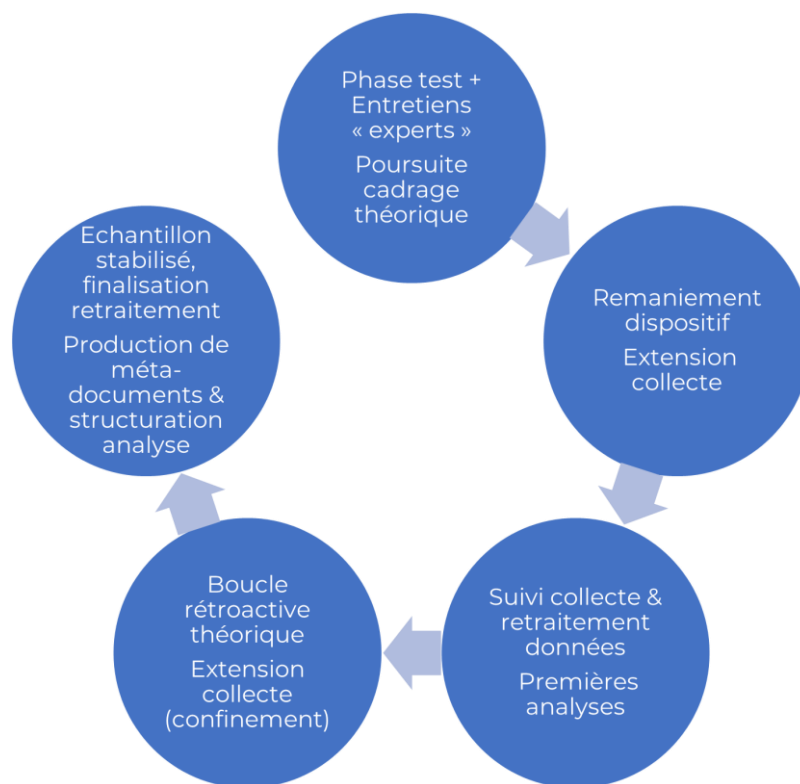 Phase test +
Entretiens
« experts »
Poursuite
cadrage
théorique
Remaniement
dispositif
Extension
collecte
Suivi collecte &
retraitement
données
Premières
analyses
Boucle
rétroactive
théorique
Extension
collecte
(confinement)
Echantillon
stabilisé,
finalisation
retraitement
Production de
méta-
documents &
structuration
analyse